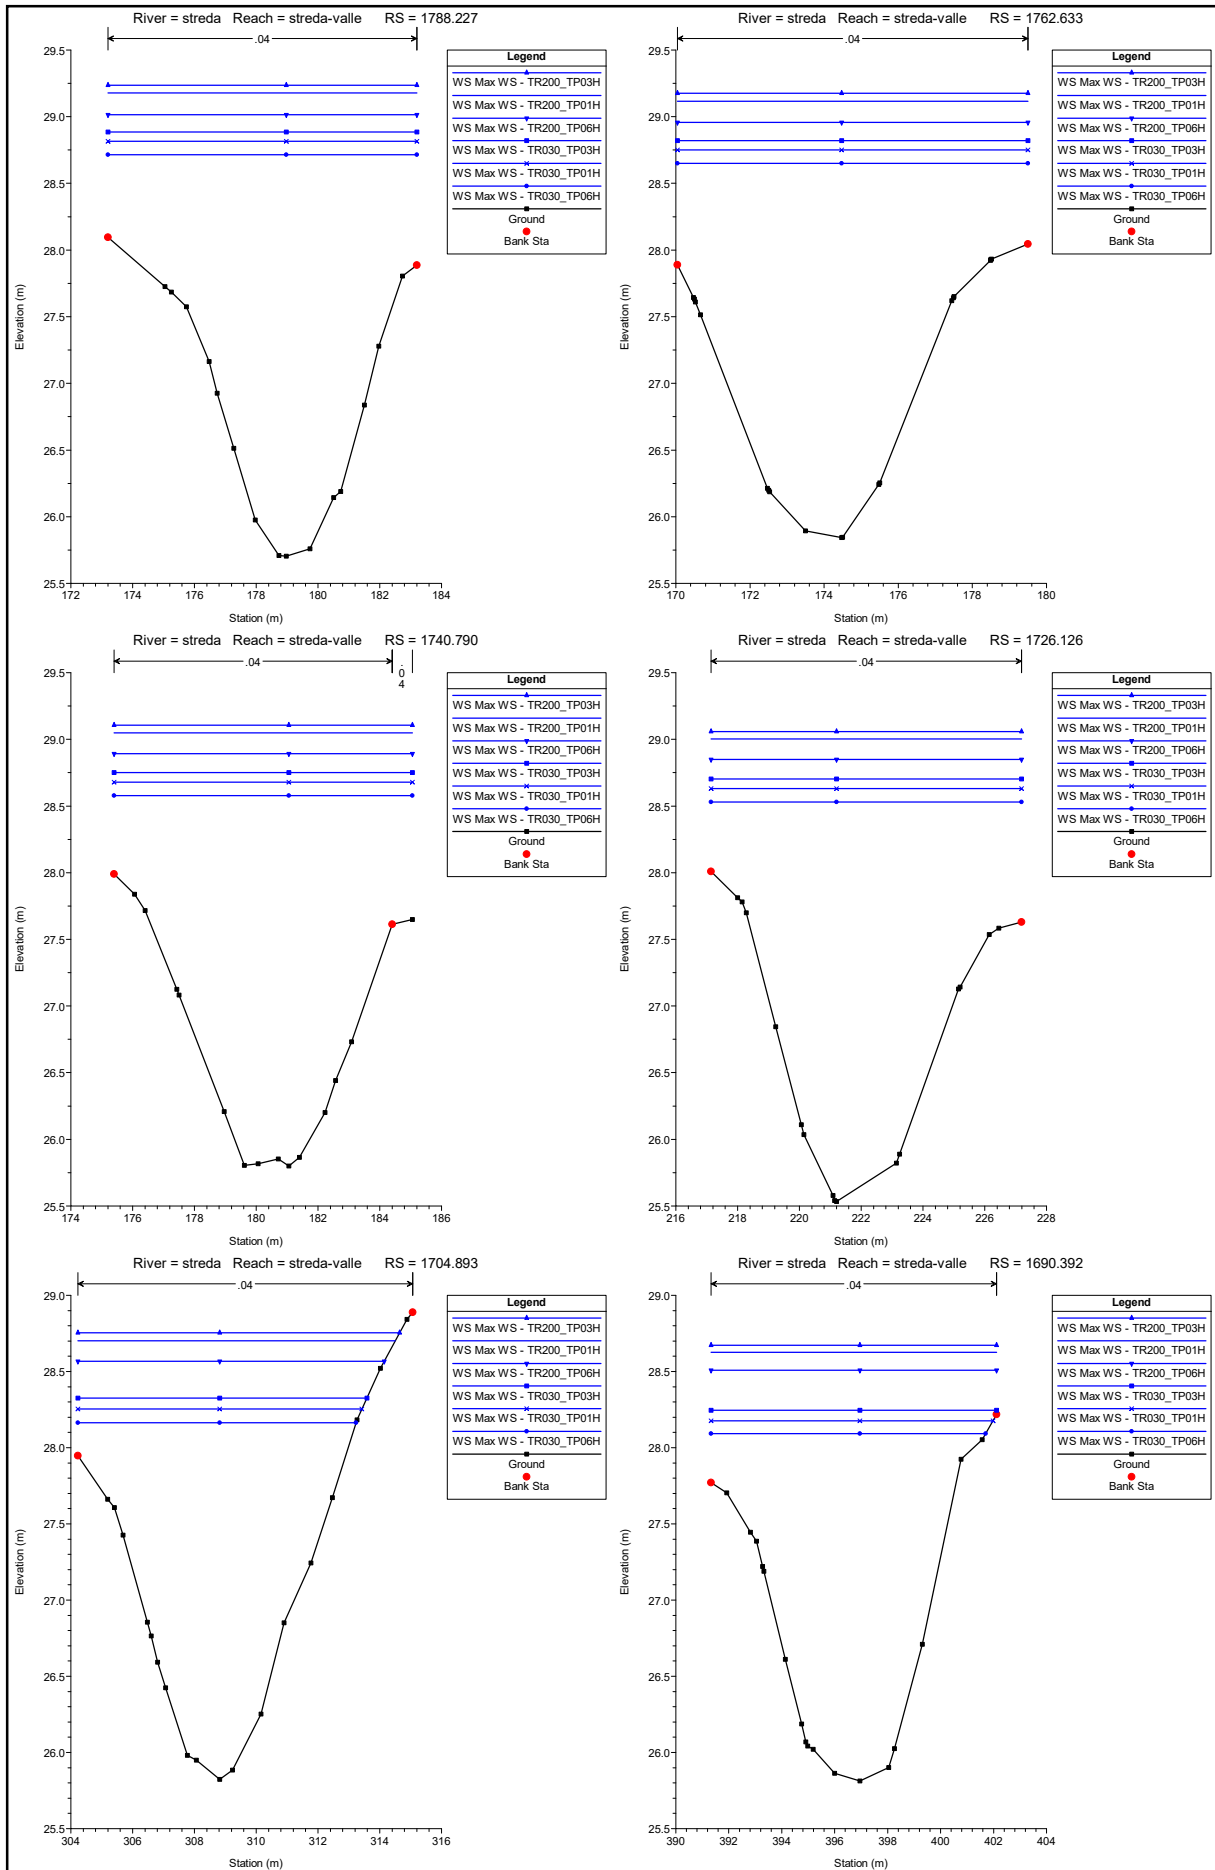 River = streda   Reach = streda-valle      RS = 1788.227
.04
29.5
29.0
28.5
28.0
27.5
27.0
26.5
26.0
25.5
172 174 176 178 180 182 184
Elevation (m)
Station (m)
Legend
WS Max WS - TR200_TP03H
WS Max WS - TR200_TP01H
WS Max WS - TR200_TP06H
WS Max WS - TR030_TP03H
WS Max WS - TR030_TP01H
WS Max WS - TR030_TP06H
Ground
Bank Sta
River = streda   Reach = streda-valle      RS = 1762.633
.04
29.5
29.0
28.5
28.0
27.5
27.0
26.5
26.0
25.5
170 172 174 176 178 180
Elevation (m)
Station (m)
Legend
WS Max WS - TR200_TP03H
WS Max WS - TR200_TP01H
WS Max WS - TR200_TP06H
WS Max WS - TR030_TP03H
WS Max WS - TR030_TP01H
WS Max WS - TR030_TP06H
Ground
Bank Sta
River = streda   Reach = streda-valle      RS = 1740.790
.04
.04
29.5
29.0
28.5
28.0
27.5
27.0
26.5
26.0
25.5
174 176 178 180 182 184 186
Elevation (m)
Station (m)
Legend
WS Max WS - TR200_TP03H
WS Max WS - TR200_TP01H
WS Max WS - TR200_TP06H
WS Max WS - TR030_TP03H
WS Max WS - TR030_TP01H
WS Max WS - TR030_TP06H
Ground
Bank Sta
River = streda   Reach = streda-valle      RS = 1726.126
.04
29.5
29.0
28.5
28.0
27.5
27.0
26.5
26.0
25.5
216 218 220 222 224 226 228
Elevation (m)
Station (m)
Legend
WS Max WS - TR200_TP03H
WS Max WS - TR200_TP01H
WS Max WS - TR200_TP06H
WS Max WS - TR030_TP03H
WS Max WS - TR030_TP01H
WS Max WS - TR030_TP06H
Ground
Bank Sta
River = streda   Reach = streda-valle      RS = 1704.893
.04
29.0
28.5
28.0
27.5
27.0
26.5
26.0
25.5
304 306 308 310 312 314 316
Elevation (m)
Station (m)
Legend
WS Max WS - TR200_TP03H
WS Max WS - TR200_TP01H
WS Max WS - TR200_TP06H
WS Max WS - TR030_TP03H
WS Max WS - TR030_TP01H
WS Max WS - TR030_TP06H
Ground
Bank Sta
River = streda   Reach = streda-valle      RS = 1690.392
.04
29.0
28.5
28.0
27.5
27.0
26.5
26.0
25.5
390 392 394 396 398 400 402 404
Elevation (m)
Station (m)
Legend
WS Max WS - TR200_TP03H
WS Max WS - TR200_TP01H
WS Max WS - TR200_TP06H
WS Max WS - TR030_TP03H
WS Max WS - TR030_TP01H
WS Max WS - TR030_TP06H
Ground
Bank Sta